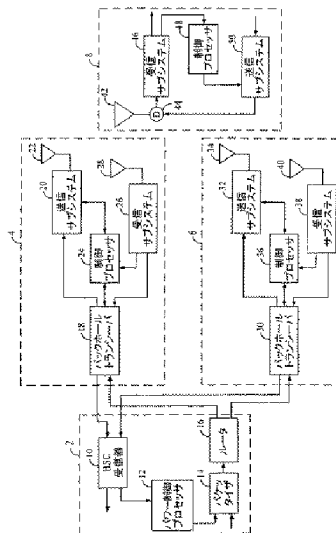 2
10
BSC
受信器
12
パワー制御
プロセッサ
14
パケッ
タイザ
16
ルータ
4
18
バックホール
トランシーバ
24
制御
プロセッサ
20
送信
サブシステム
22
26
受信
サブシステム
28
6
30
バックホール
トランシーバ
36
制御
プロセッサ
32
送信
サブシステム
34
38
受信
サブシステム
40
8
42
D
44
46
受信
サブシステム
48
制御
プロセッサ
50
送信
サブシステム